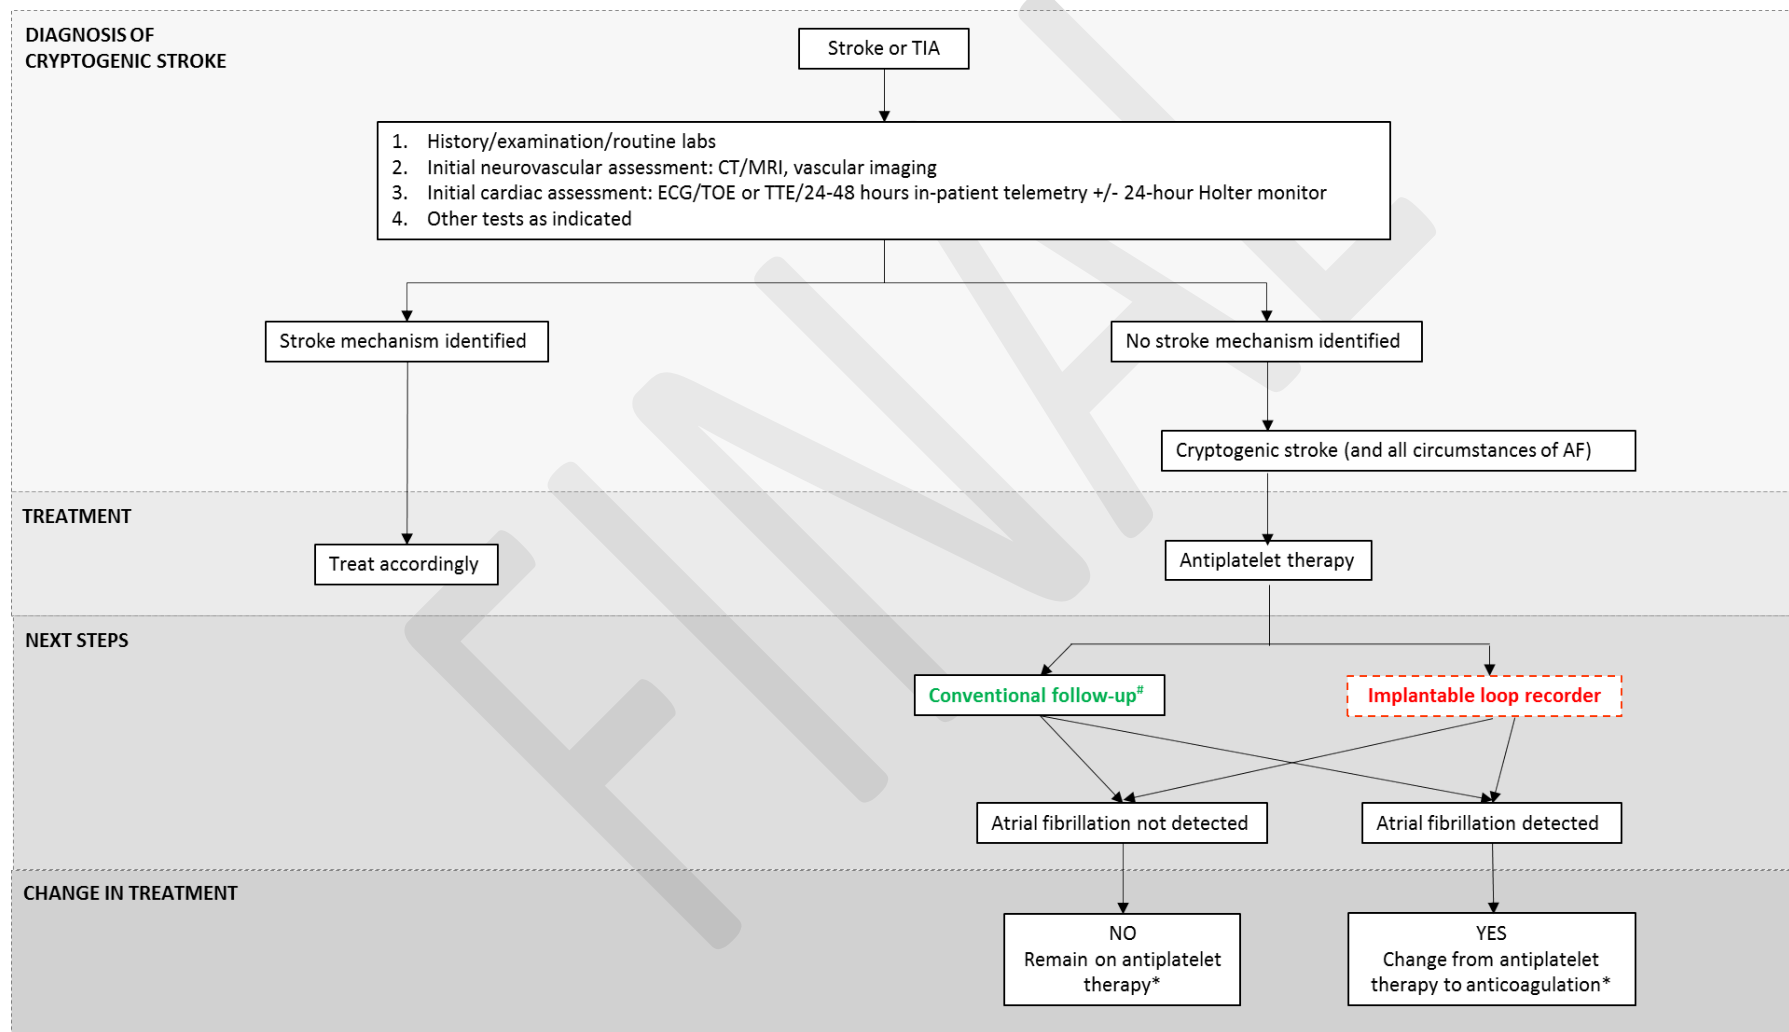 DIAGNOSIS OF
CRYPTOGENIC STROKE
Stroke or TIA
1. History/examination/routine labs
2. Initial neurovascular assessment: CT/MRI, vascular imaging
3. Initial cardiac assessment: ECG/TOE or TTE/24-48 hours in-patient telemetry +/- 24-hour Holter monitor
4. Other tests as indicated
Stroke mechanism identified
No stroke mechanism identified
Cryptogenic stroke (and all circumstances of AF)
TREATMENT
Treat accordingly
Antiplatelet therapy
NEXT STEPS
Conventional follow-up#
Implantable loop recorder
Atrial fibrillation not detected
Atrial fibrillation detected
CHANGE IN TREATMENT
NO
Remain on antiplatelet
therapy*
YES
Change from antiplatelet
therapy to anticoagulation*
FINAL